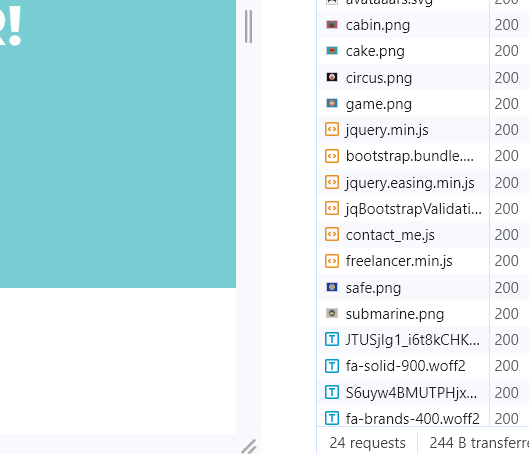 R!
avataaars.svg 200
cabin.png 200
cake.png 200
circus.png 200
game.png 200
jquery.min.js 200
bootstrap.bundle.... 200
jquery.easing.min.js 200
jqBootstrapValidati... 200
contact_me.js 200
freelancer.min.js 200
safe.png 200
submarine.png 200
JTUSjIg1_i6t8kCHK... 200
fa-solid-900.woff2 200
S6uyw4BMUTPHjx... 200
fa-brands-400.woff2 200
24 requests 244 B transferre